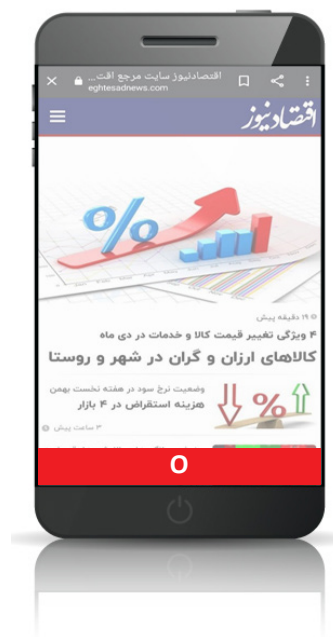 اقتصادنیوز سایت مرجع اقت...
eghtesadnews.com
اقتصادنیوز
%
۱۹ دقیقه پیش
۴ ویژگی تغییر قیمت کالا و خدمات در دی ماه
کالاهای ارزان و گران در شهر و روستا
وضعیت نرخ سود در هفته نخست بهمن
هزینه استقراض در ۴ بازار
%
۳ ساعت پیش
O